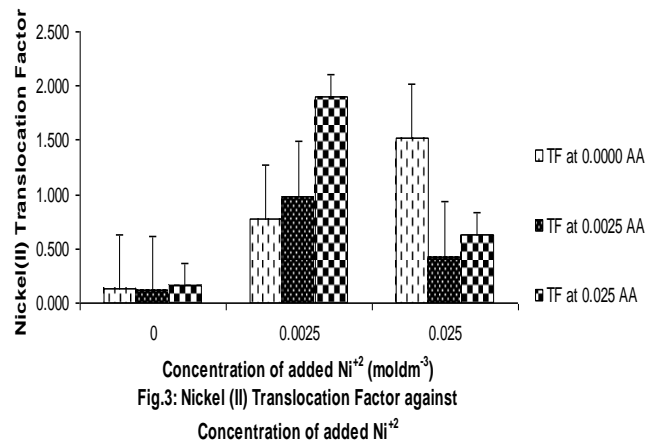 Nickel(II) Translocation Factor
2.500
2.000
1.500
1.000
0.500
0.000
0
0.0025
0.025
TF at 0.0000 AA
TF at 0.0025 AA
TF at 0.025 AA
Concentration of added Ni⁺² (moldm⁻³)
Fig.3: Nickel (II) Translocation Factor against
Concentration of added Ni⁺²